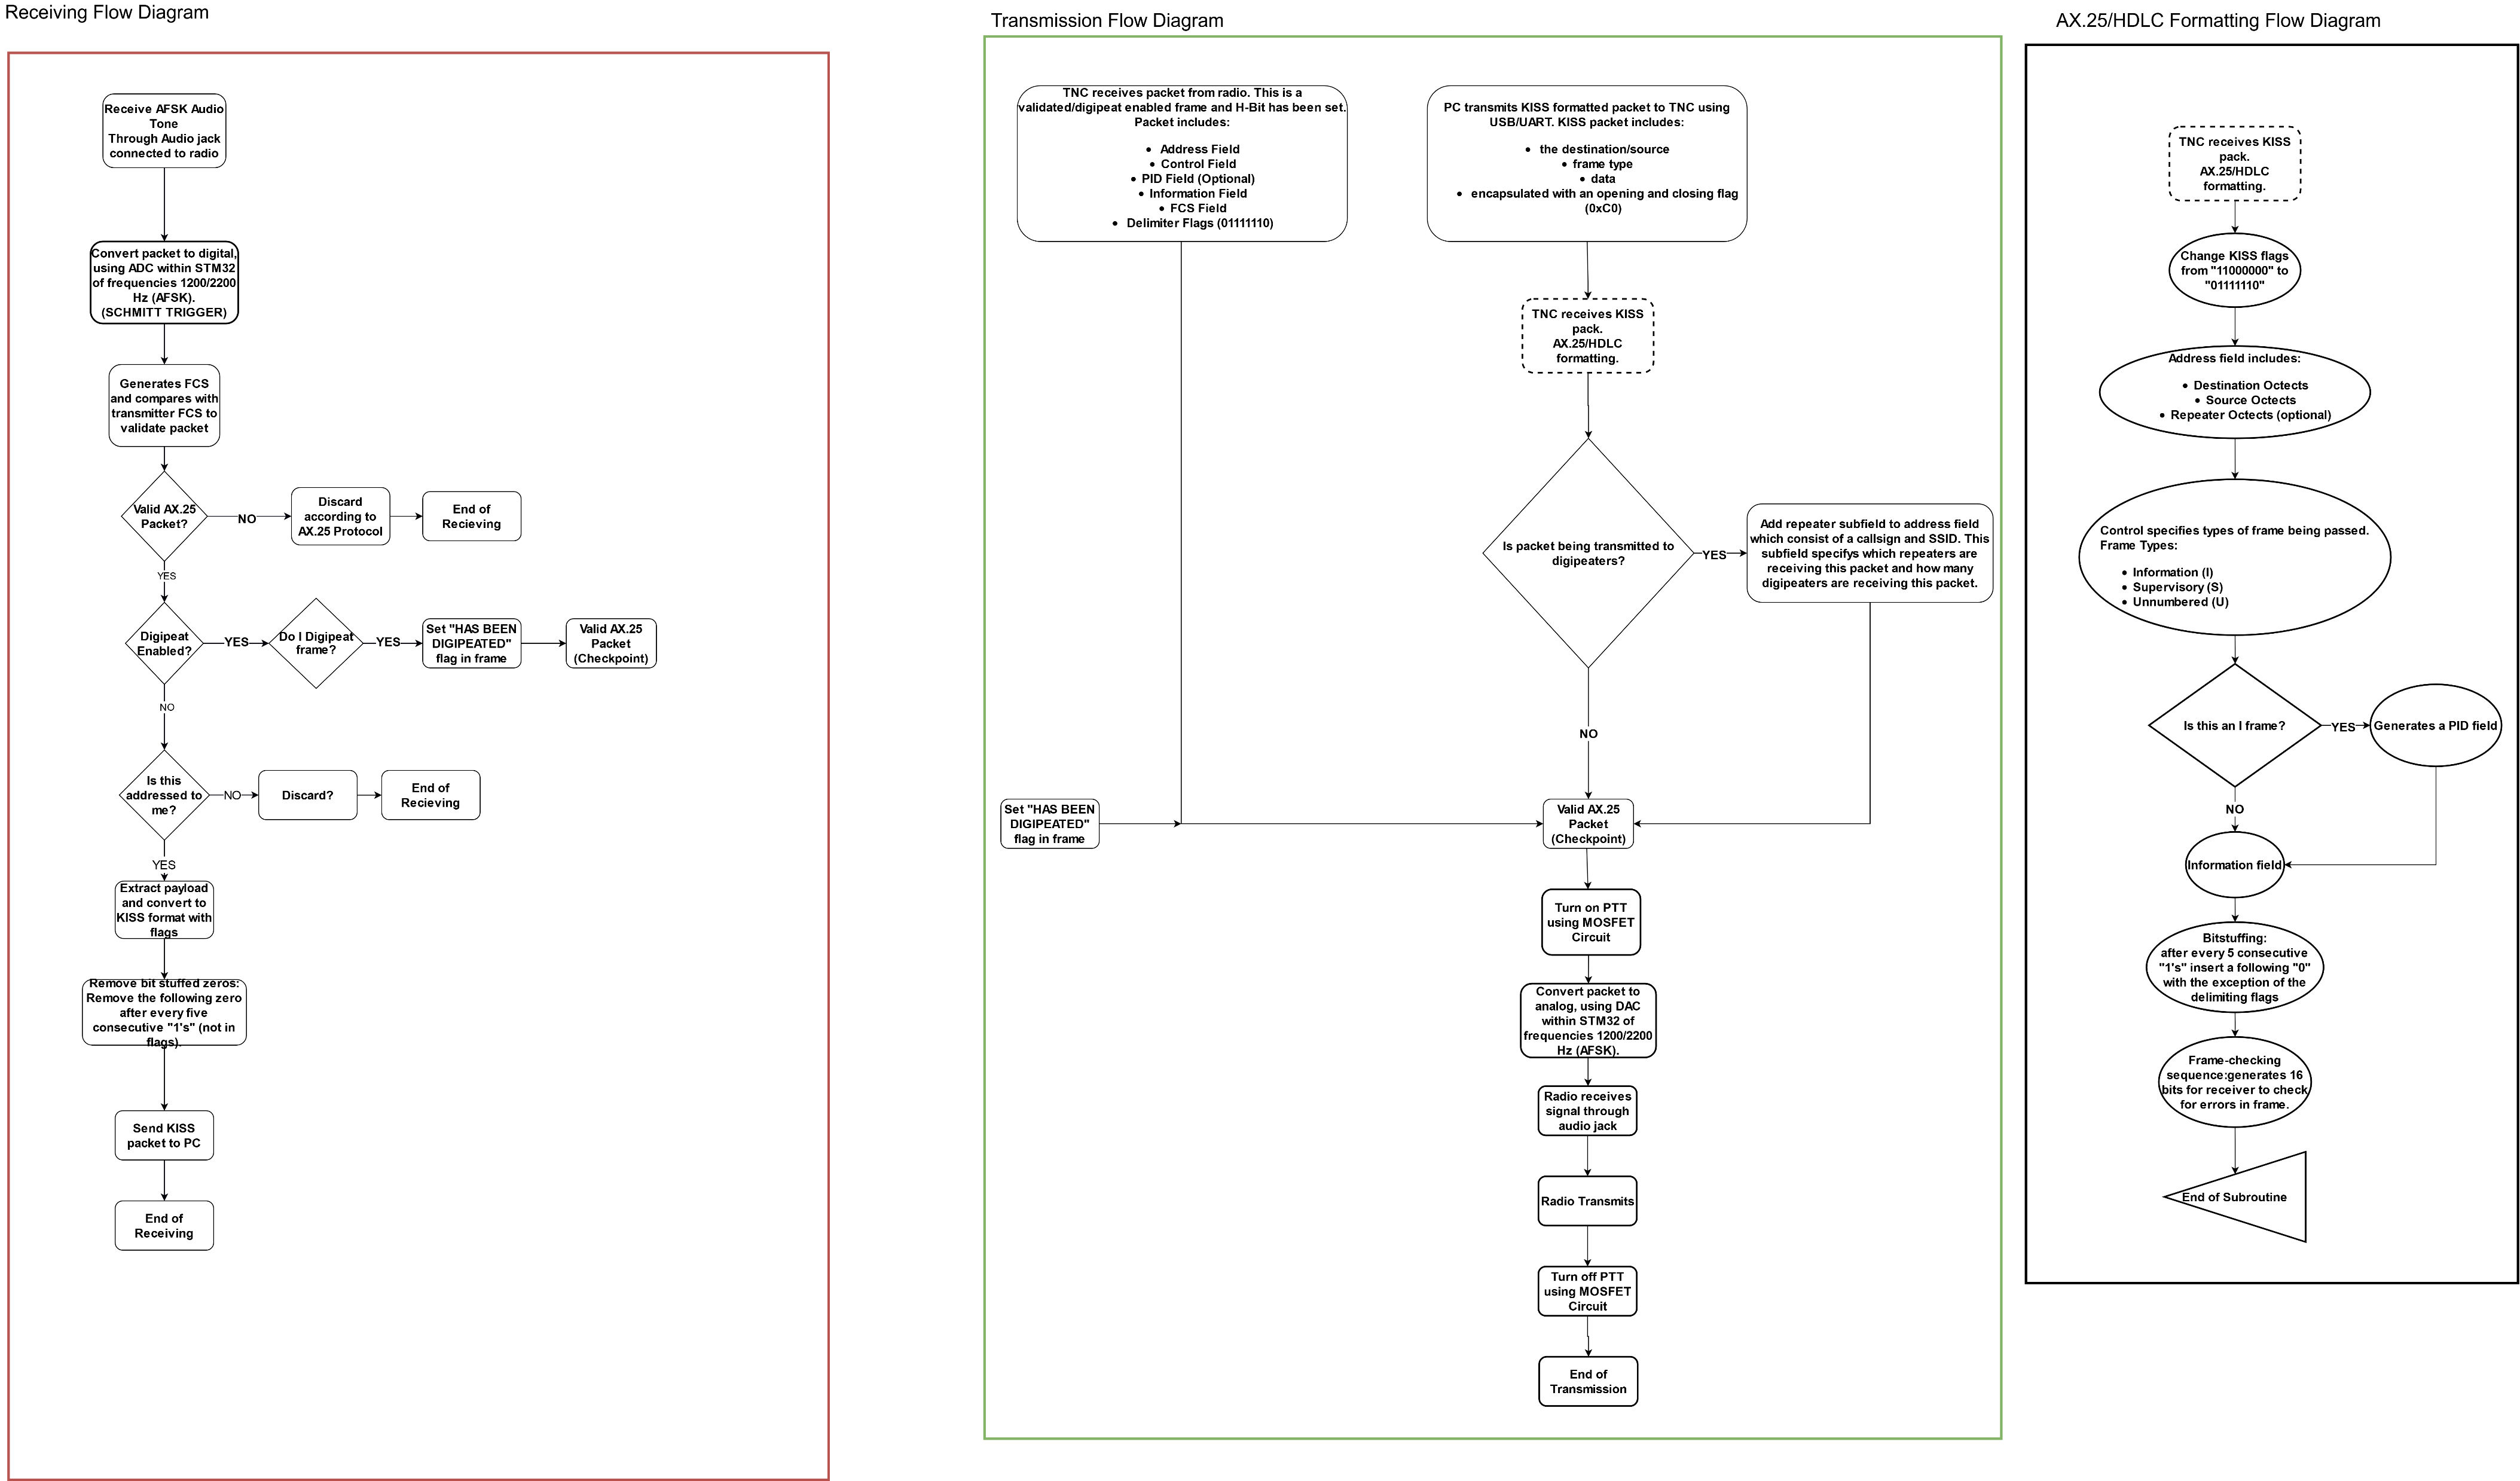 Receiving Flow Diagram
Receive AFSK Audio
Tone
Through Audio jack
connected to radio
Convert packet to digital,
using ADC within STM32
of frequencies 1200/2200
Hz (AFSK).
(SCHMITT TRIGGER)
Generates FCS
and compares with
transmitter FCS to
validate packet
Valid AX.25
Packet?
NO
Discard
according to
AX.25 Protocol
End of
Recieving
YES
Digipeat
Enabled?
YES
Do I Digipeat
frame?
YES
Set "HAS BEEN
DIGIPEATED"
flag in frame
Valid AX.25
Packet
(Checkpoint)
NO
Is this
addressed to
me?
NO
Discard?
End of
Recieving
YES
Extract payload
and convert to
KISS format with
flags
Remove bit stuffed zeros:
Remove the following zero
after every five
consecutive "1's" (not in
flags).
Send KISS
packet to PC
End of
Receiving
Transmission Flow Diagram
TNC receives packet from radio. This is a
validated/digipeat enabled frame and H-Bit has been set.
Packet includes:
• Address Field
• Control Field
• PID Field (Optional)
• Information Field
• FCS Field
• Delimiter Flags (01111110)
PC transmits KISS formatted packet to TNC using
USB/UART. KISS packet includes:
• the destination/source
• frame type
• data
• encapsulated with an opening and closing flag
(0xC0)
TNC receives KISS
pack.
AX.25/HDLC
formatting.
Is packet being transmitted to
digipeaters?
YES
Add repeater subfield to address field
which consist of a callsign and SSID. This
subfield specifys which repeaters are
receiving this packet and how many
digipeaters are receiving this packet.
NO
Set "HAS BEEN
DIGIPEATED"
flag in frame
Valid AX.25
Packet
(Checkpoint)
Turn on PTT
using MOSFET
Circuit
Convert packet to
analog, using DAC
within STM32 of
frequencies 1200/2200
Hz (AFSK).
Radio receives
signal through
audio jack
Radio Transmits
Turn off PTT
using MOSFET
Circuit
End of
Transmission
AX.25/HDLC Formatting Flow Diagram
TNC receives KISS
pack.
AX.25/HDLC
formatting.
Change KISS flags
from "11000000" to
"01111110"
Address field includes:
• Destination Octects
• Source Octects
• Repeater Octects (optional)
Control specifies types of frame being passed.
Frame Types:
• Information (I)
• Supervisory (S)
• Unnumbered (U)
Is this an I frame?
YES
Generates a PID field
NO
Information field
Bitstuffing:
after every 5 consecutive
"1's" insert a following "0"
with the exception of the
delimiting flags
Frame-checking
sequence:generates 16
bits for receiver to check
for errors in frame.
End of Subroutine